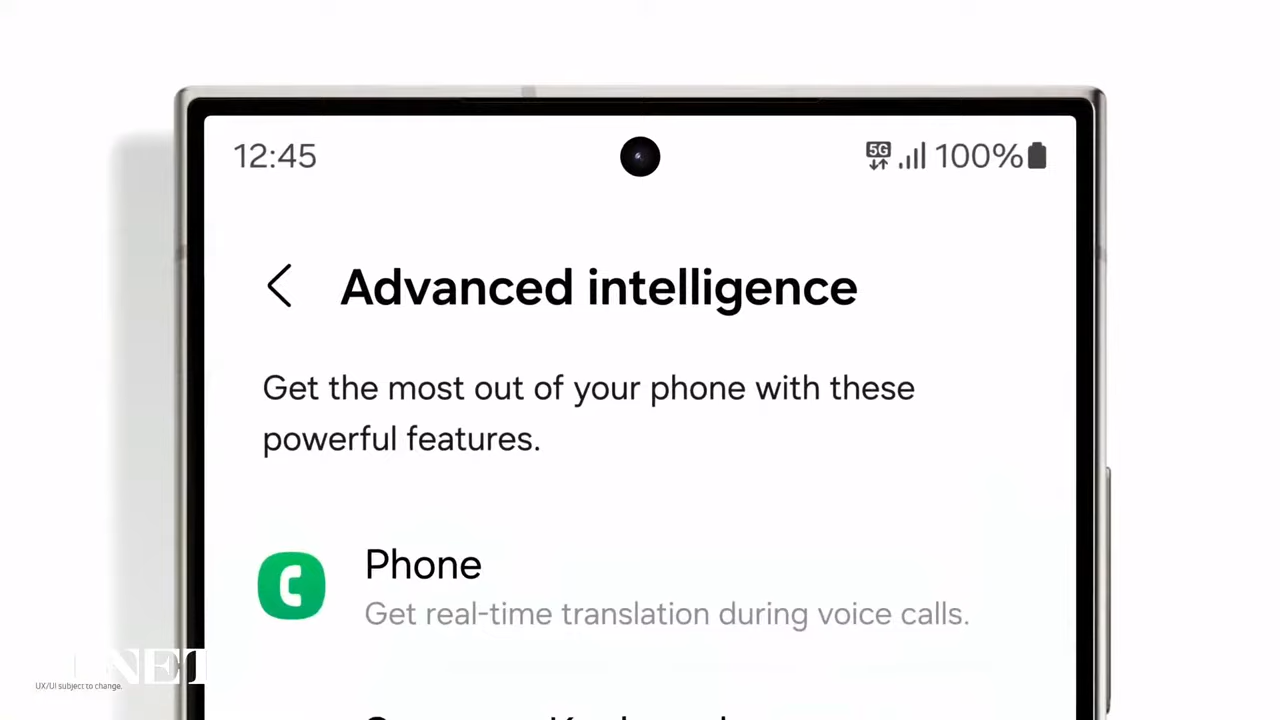 12:45
5G
100%
Advanced intelligence
Get the most out of your phone with these
powerful features.
Phone
Get real-time translation during voice calls.
UX/UI subject to change.